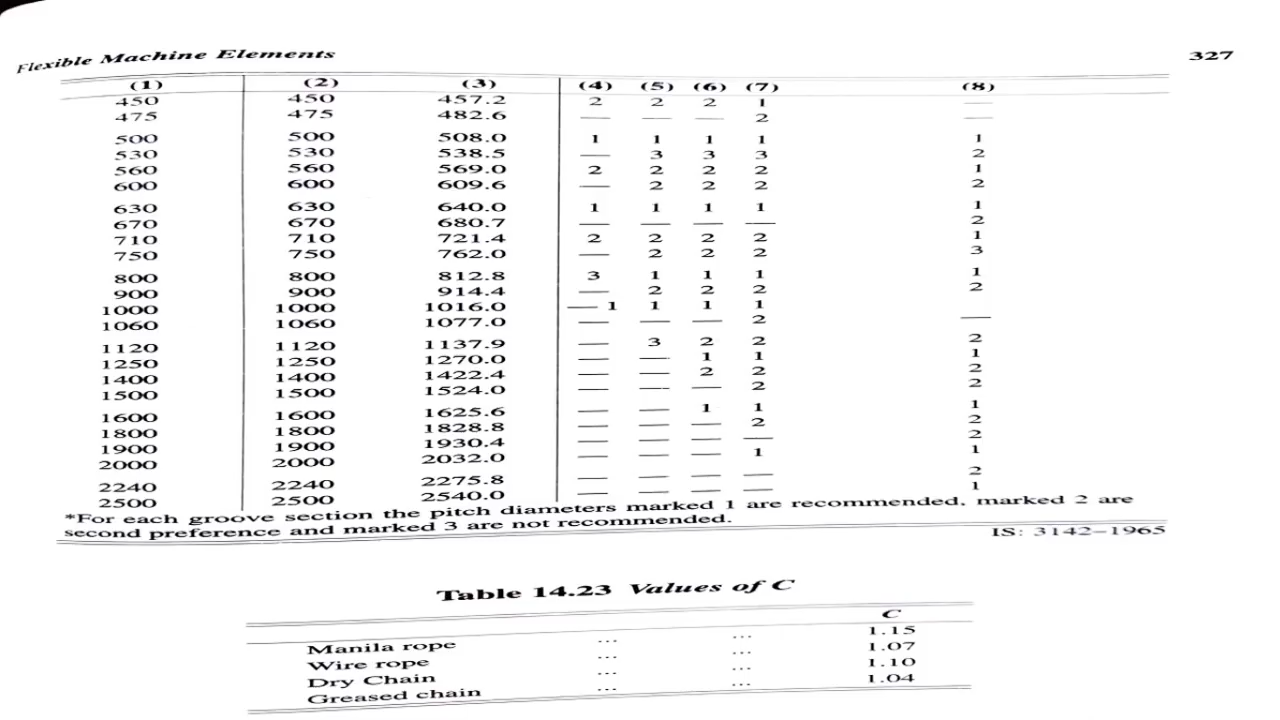 Flexible Machine Elements 327
(1) (2) (3) (4) (5) (6) (7) (8)
450 450 457.2 2 2 2 1 —
475 475 482.6 — — — 2 —
500 500 508.0 1 1 1 1 1
530 530 538.5 — 3 3 3 2
560 560 569.0 2 2 2 2 1
600 600 609.6 — 2 2 2 2
630 630 640.0 1 1 1 1 1
670 670 680.7 — — — — 2
710 710 721.4 2 2 2 2 1
750 750 762.0 — 2 2 2 3
800 800 812.8 3 1 1 1 1
900 900 914.4 — 2 2 2 2
1000 1000 1016.0 — 1 1 1 1
1060 1060 1077.0 — — — 2 —
1120 1120 1137.9 — 3 2 2 2
1250 1250 1270.0 — — 1 1 1
1400 1400 1422.4 — — 2 2 2
1500 1500 1524.0 — — — 2 2
1600 1600 1625.6 — — 1 1 1
1800 1800 1828.8 — — — 2 2
1900 1900 1930.4 — — — — 2
2000 2000 2032.0 — — — 1 1
2240 2240 2275.8 — — — — 2
2500 2500 2540.0 — — — — 1
*For each groove section the pitch diameters marked 1 are recommended, marked 2 are
second preference and marked 3 are not recommended.
IS: 3142–1965
Table 14.23 Values of C
C
Manila rope ... ... 1.15
Wire rope ... ... 1.07
Dry Chain ... ... 1.10
Greased chain ... ... 1.04